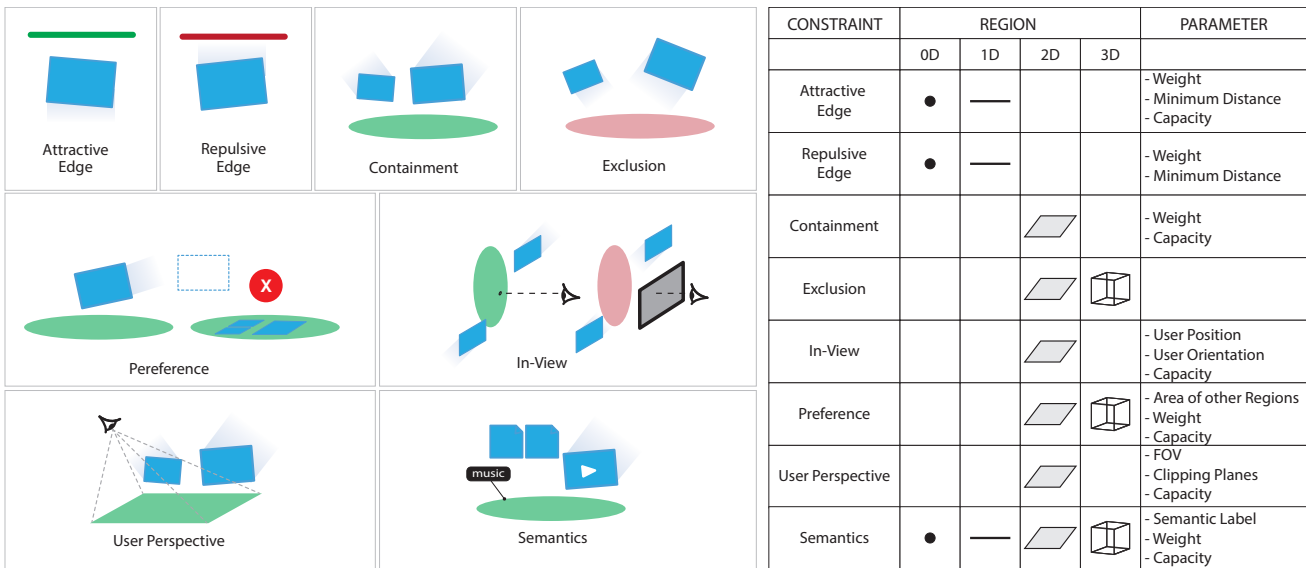 Attractive
Edge
Repulsive
Edge
Containment
Exclusion
X
Pereference
In-View
User Perspective
music
Semantics
CONSTRAINT REGION PARAMETER
0D 1D 2D 3D
Attractive
Edge
- Weight
- Minimum Distance
- Capacity
Repulsive
Edge
- Weight
- Minimum Distance
Containment
- Weight
- Capacity
Exclusion
In-View
- User Position
- User Orientation
- Capacity
Preference
- Area of other Regions
- Weight
- Capacity
User Perspective
- FOV
- Clipping Planes
- Capacity
Semantics
- Semantic Label
- Weight
- Capacity